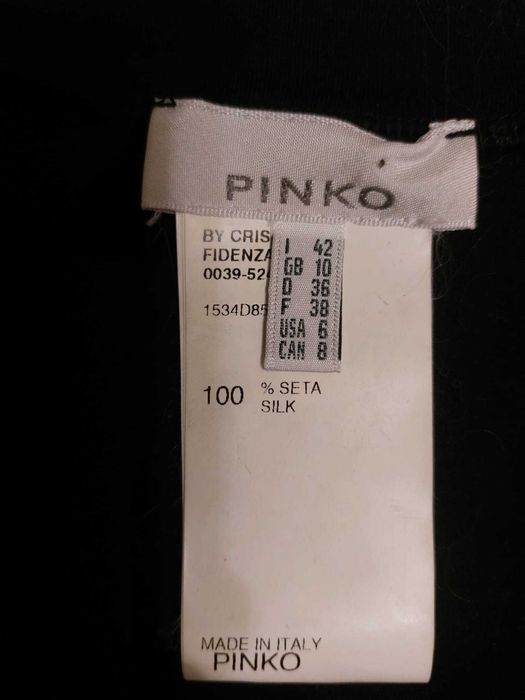 PINKO
BY CRIS
FIDENZA
0039-52
1534D85
I 42
GB 10
D 36
F 38
USA 6
CAN 8
100 % SETA
SILK
MADE IN ITALY
PINKO